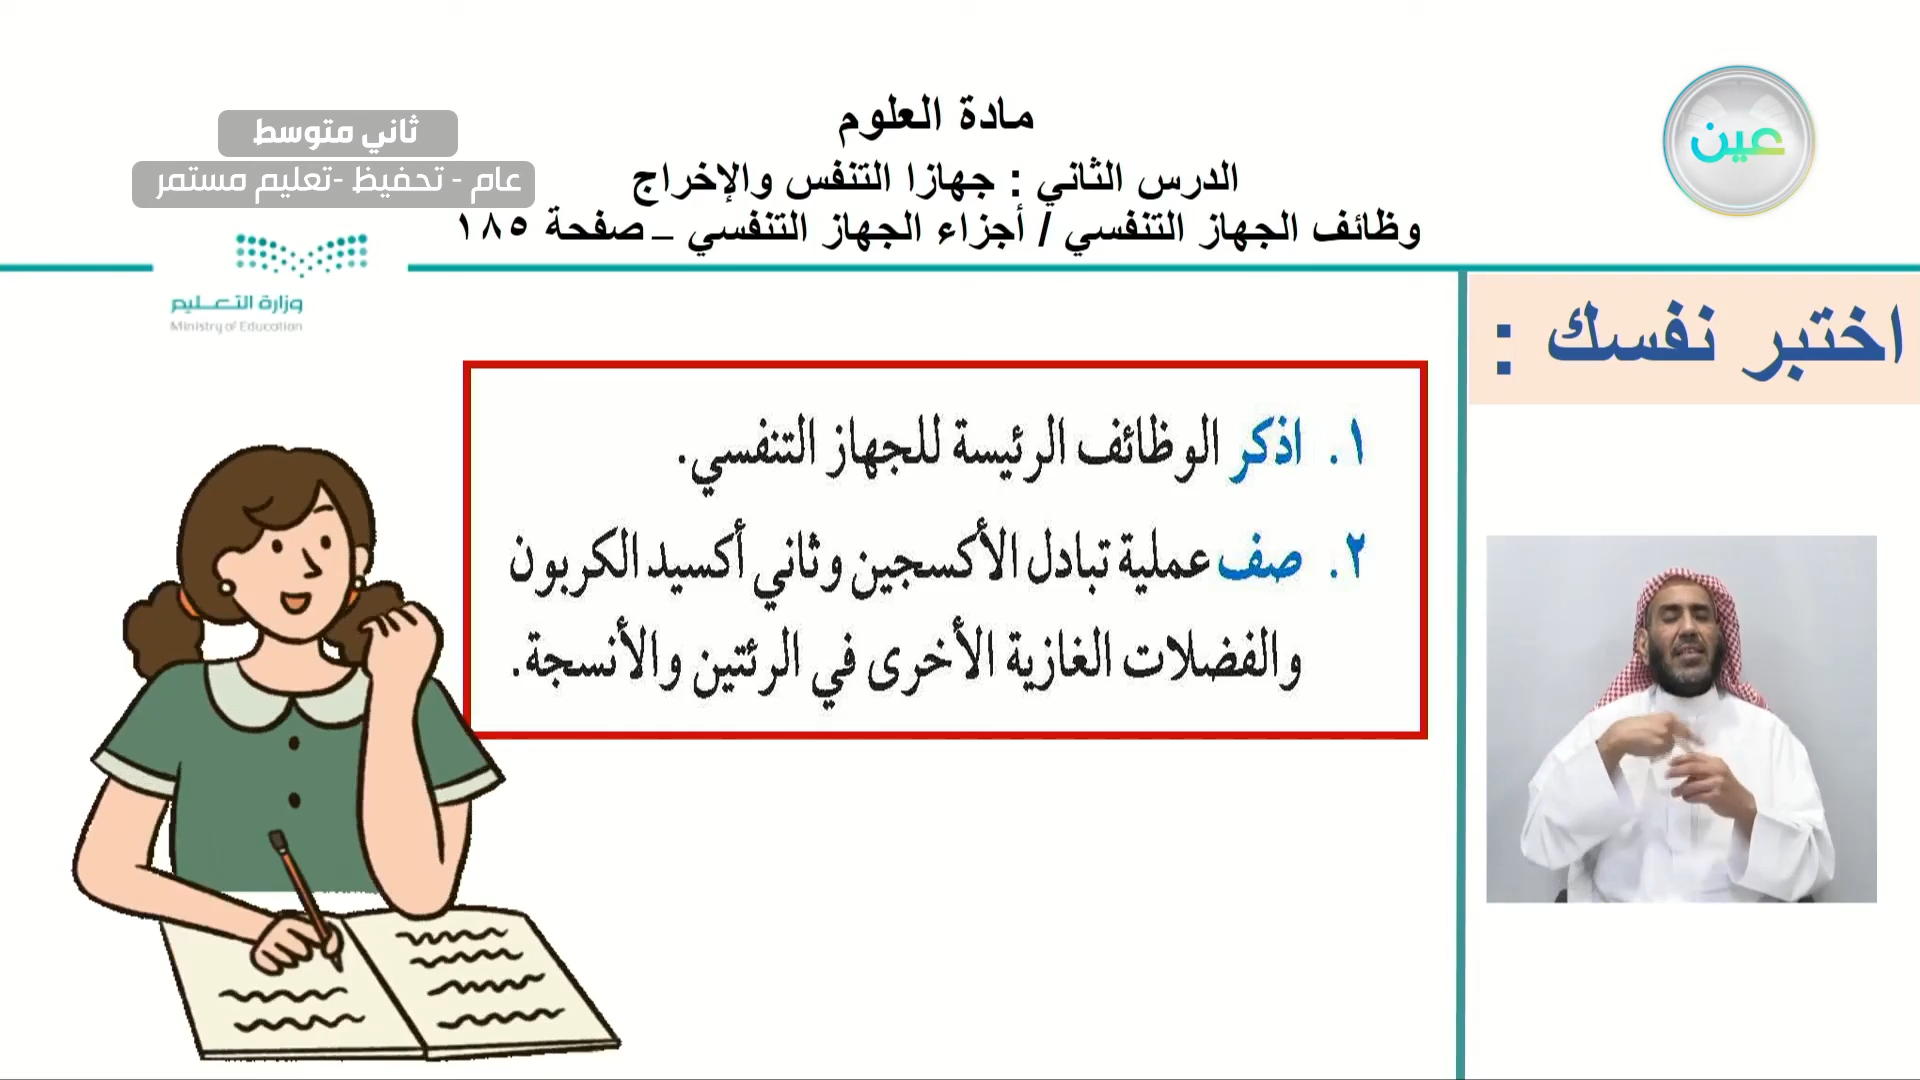 مادة العلوم
الدرس الثاني : جهازا التنفس والإخراج
وظائف الجهاز التنفسي / أجزاء الجهاز التنفسي – صفحة ١٨٥
عين
ثاني متوسط
عام - تحفيظ -تعليم مستمر
وزارة التعليم
Ministry of Education
اختبر نفسك :
١. اذكر الوظائف الرئيسة للجهاز التنفسي.
٢. صف عملية تبادل الأكسجين وثاني أكسيد الكربون
والفضلات الغازية الأخرى في الرئتين والأنسجة.